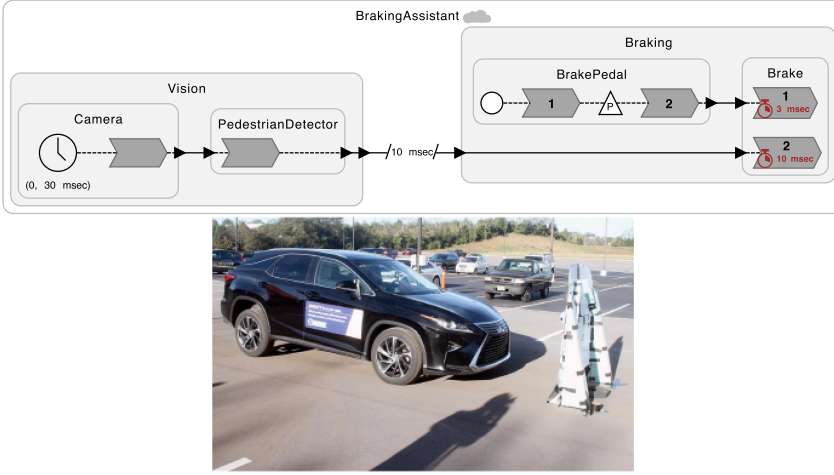 BrakingAssistant
Braking
BrakePedal
Brake
1
P
2
1
3 msec
Vision
Camera
PedestrianDetector
(0, 30 msec)
10 msec
2
10 msec